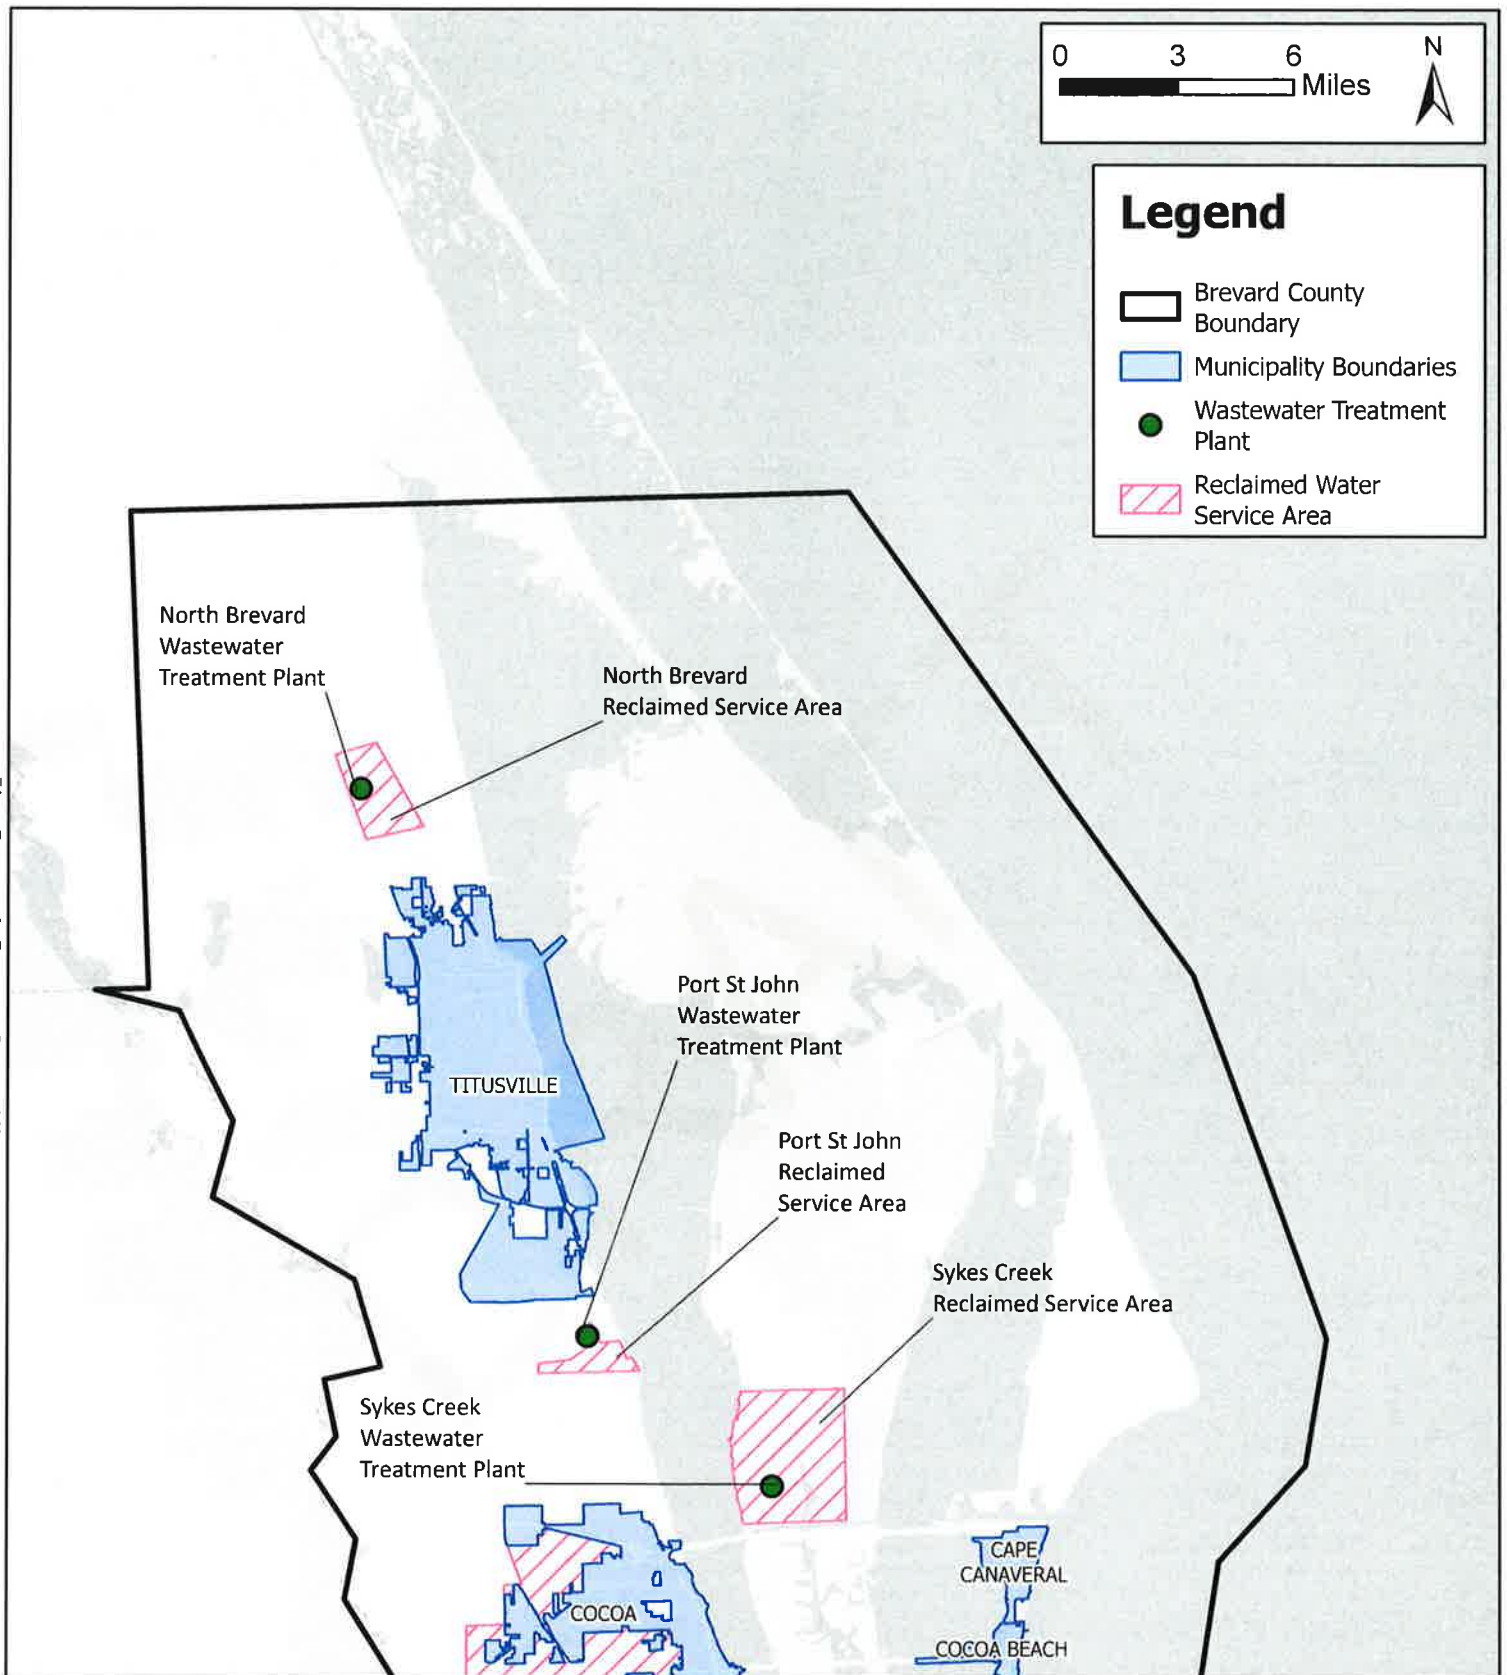 0 3 6
Miles
N
Legend
Brevard County
Boundary
Municipality Boundaries
Wastewater Treatment
Plant
Reclaimed Water
Service Area
North Brevard
Wastewater
Treatment Plant
North Brevard
Reclaimed Service Area
Port St John
Wastewater
Treatment Plant
TITUSVILLE
Port St John
Reclaimed
Service Area
Sykes Creek
Reclaimed Service Area
Sykes Creek
Wastewater
Treatment Plant
CAPE
CANAVERAL
COCOA
COCOA BEACH